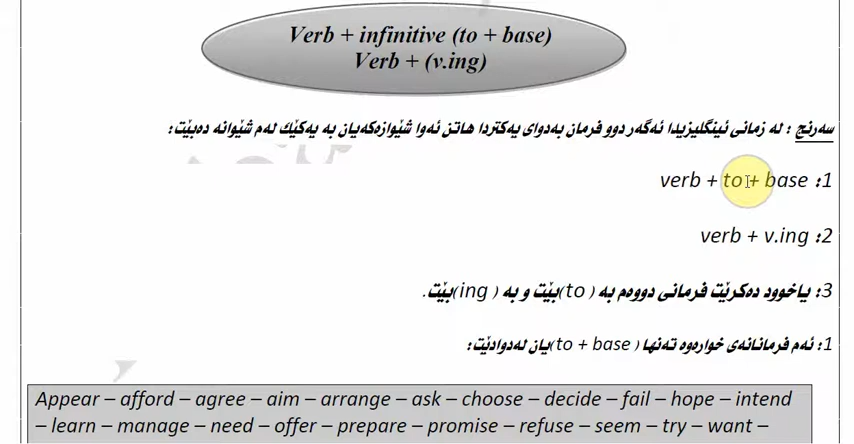 Verb + infinitive (to + base)
Verb + (v.ing)
سەرنج : لە زمانی ئینگلیزیدا ئەگەر دوو فرمان بەدوای یەکتردا هاتن ئەوا شێوازەکەیان بە یەکێك لەم شێوانە دەبێت:
1: verb + to + base
2: verb + v.ing
3: یاخوود دەکرێت فرمانی دووەم بە (to)بێت و بە (ing)بێت.
1: ئەم فرمانانەی خوارەوە تەنها (to + base)یان لەدوادێت:
Appear – afford – agree – aim – arrange – ask – choose – decide – fail – hope – intend
– learn – manage – need – offer – prepare – promise – refuse – seem – try – want –